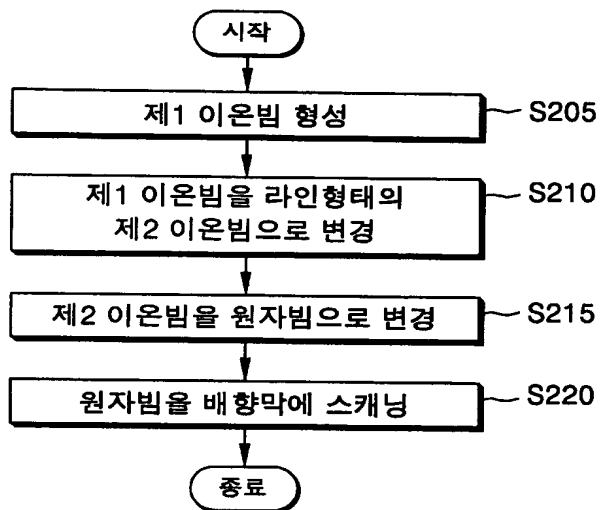 시작
제1 이온빔 형성
S205
제1 이온빔을 라인형태의
제2 이온빔으로 변경
S210
제2 이온빔을 원자빔으로 변경
S215
원자빔을 배향막에 스캐닝
S220
종료